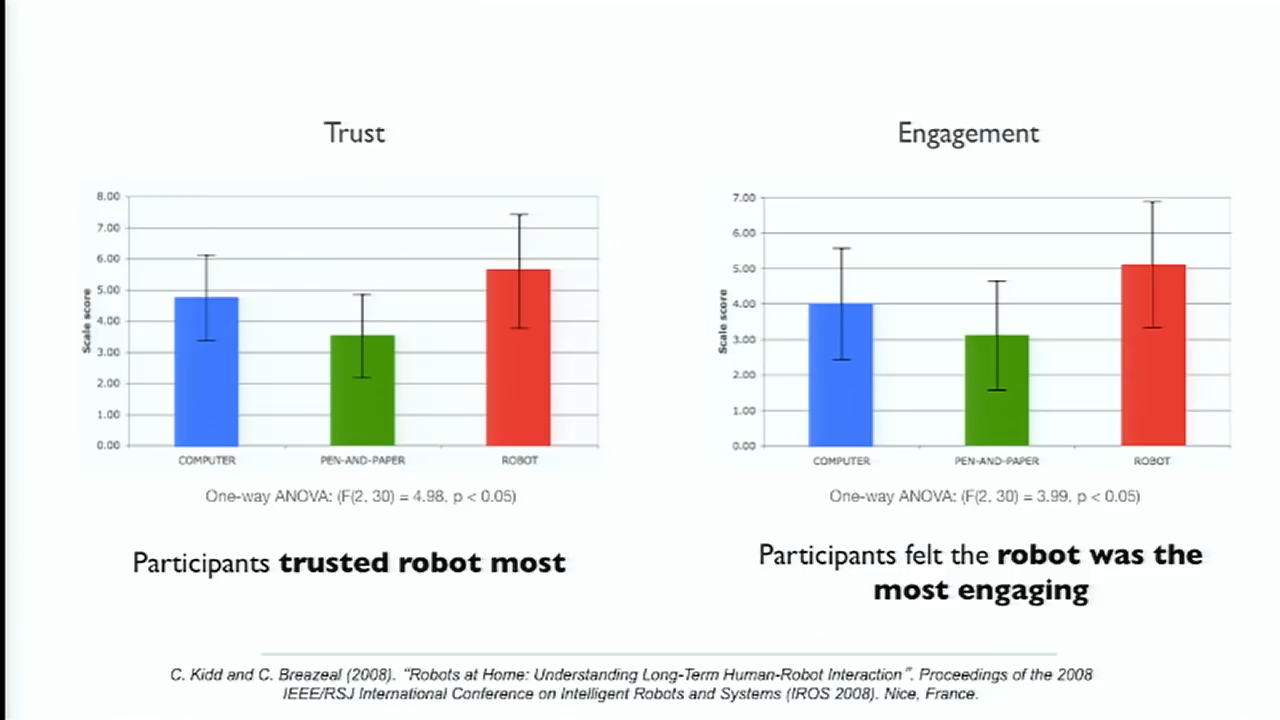 Trust
Engagement
8.00
7.00
6.00
5.00
4.00
3.00
2.00
1.00
0.00
Scale score
COMPUTER
PEN-AND-PAPER
ROBOT
7.00
6.00
5.00
4.00
3.00
2.00
1.00
0.00
Scale score
COMPUTER
PEN-AND-PAPER
ROBOT
One-way ANOVA: (F(2, 30) = 4.98, p < 0.05)
One-way ANOVA: (F(2, 30) = 3.99, p < 0.05)
Participants trusted robot most
Participants felt the robot was the
most engaging
C. Kidd and C. Breazeal (2008). “Robots at Home: Understanding Long-Term Human-Robot Interaction”. Proceedings of the 2008
IEEE/RSJ International Conference on Intelligent Robots and Systems (IROS 2008). Nice, France.